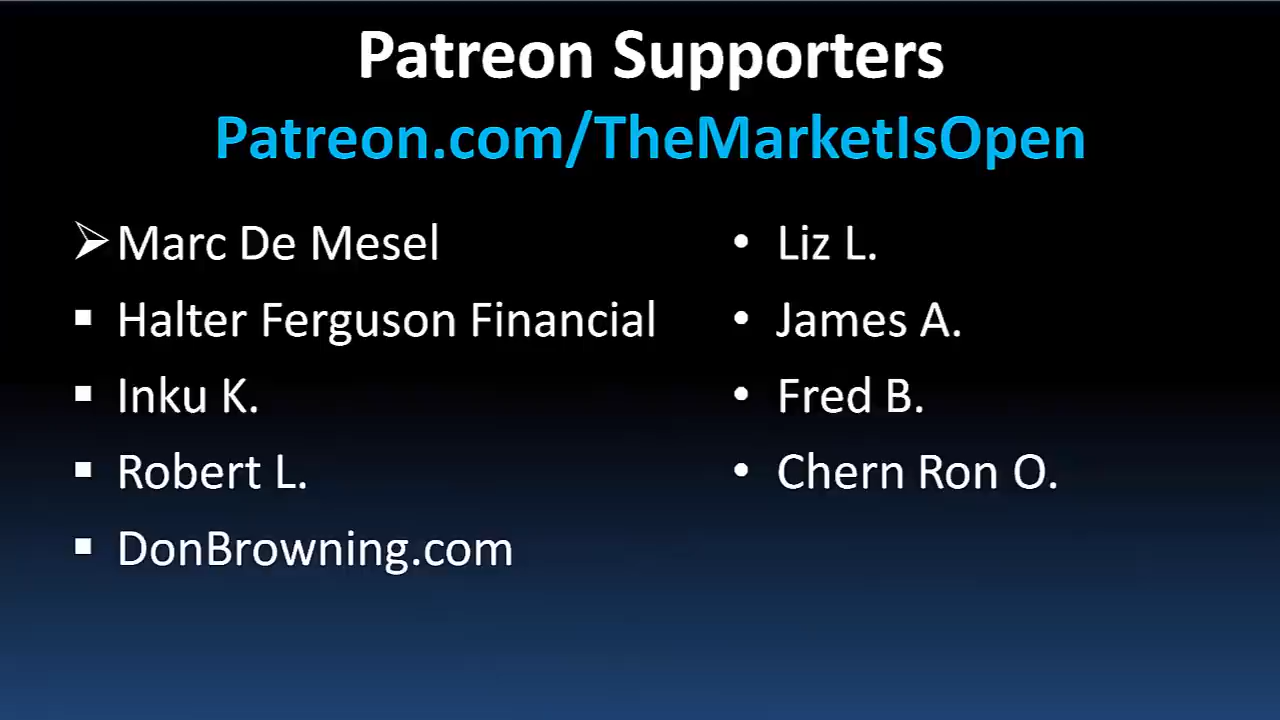 Patreon Supporters
Patreon.com/TheMarketIsOpen
Marc De Mesel
Halter Ferguson Financial
Inku K.
Robert L.
DonBrowning.com
Liz L.
James A.
Fred B.
Chern Ron O.